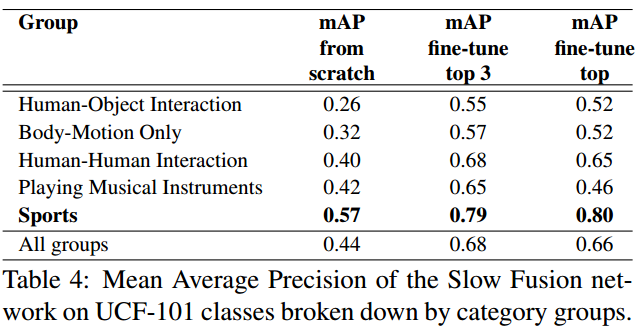 Group mAP mAP mAP
from fine-tune fine-tune
scratch top 3 top
Human-Object Interaction 0.26 0.55 0.52
Body-Motion Only 0.32 0.57 0.52
Human-Human Interaction 0.40 0.68 0.65
Playing Musical Instruments 0.42 0.65 0.46
Sports 0.57 0.79 0.80
All groups 0.44 0.68 0.66
Table 4: Mean Average Precision of the Slow Fusion net-
work on UCF-101 classes broken down by category groups.